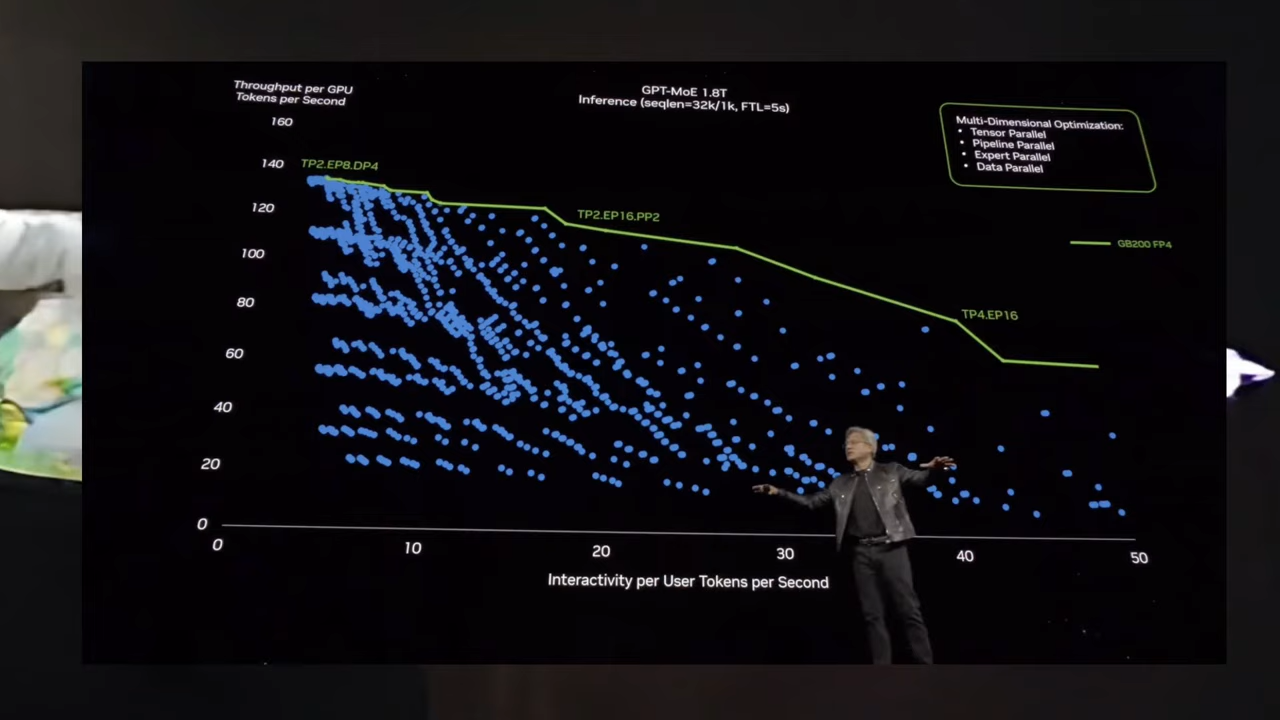 Throughput per GPU
Tokens per Second
GPT-MoE 1.8T
Inference (seqlen=32k/1k, FTL=5s)
Multi-Dimensional Optimization:
• Tensor Parallel
• Pipeline Parallel
• Expert Parallel
• Data Parallel
160
140
TP2.EP8.DP4
120
TP2.EP16.PP2
GB200 FP4
100
80
TP4.EP16
60
40
20
0
0
10
20
30
40
50
Interactivity per User Tokens per Second